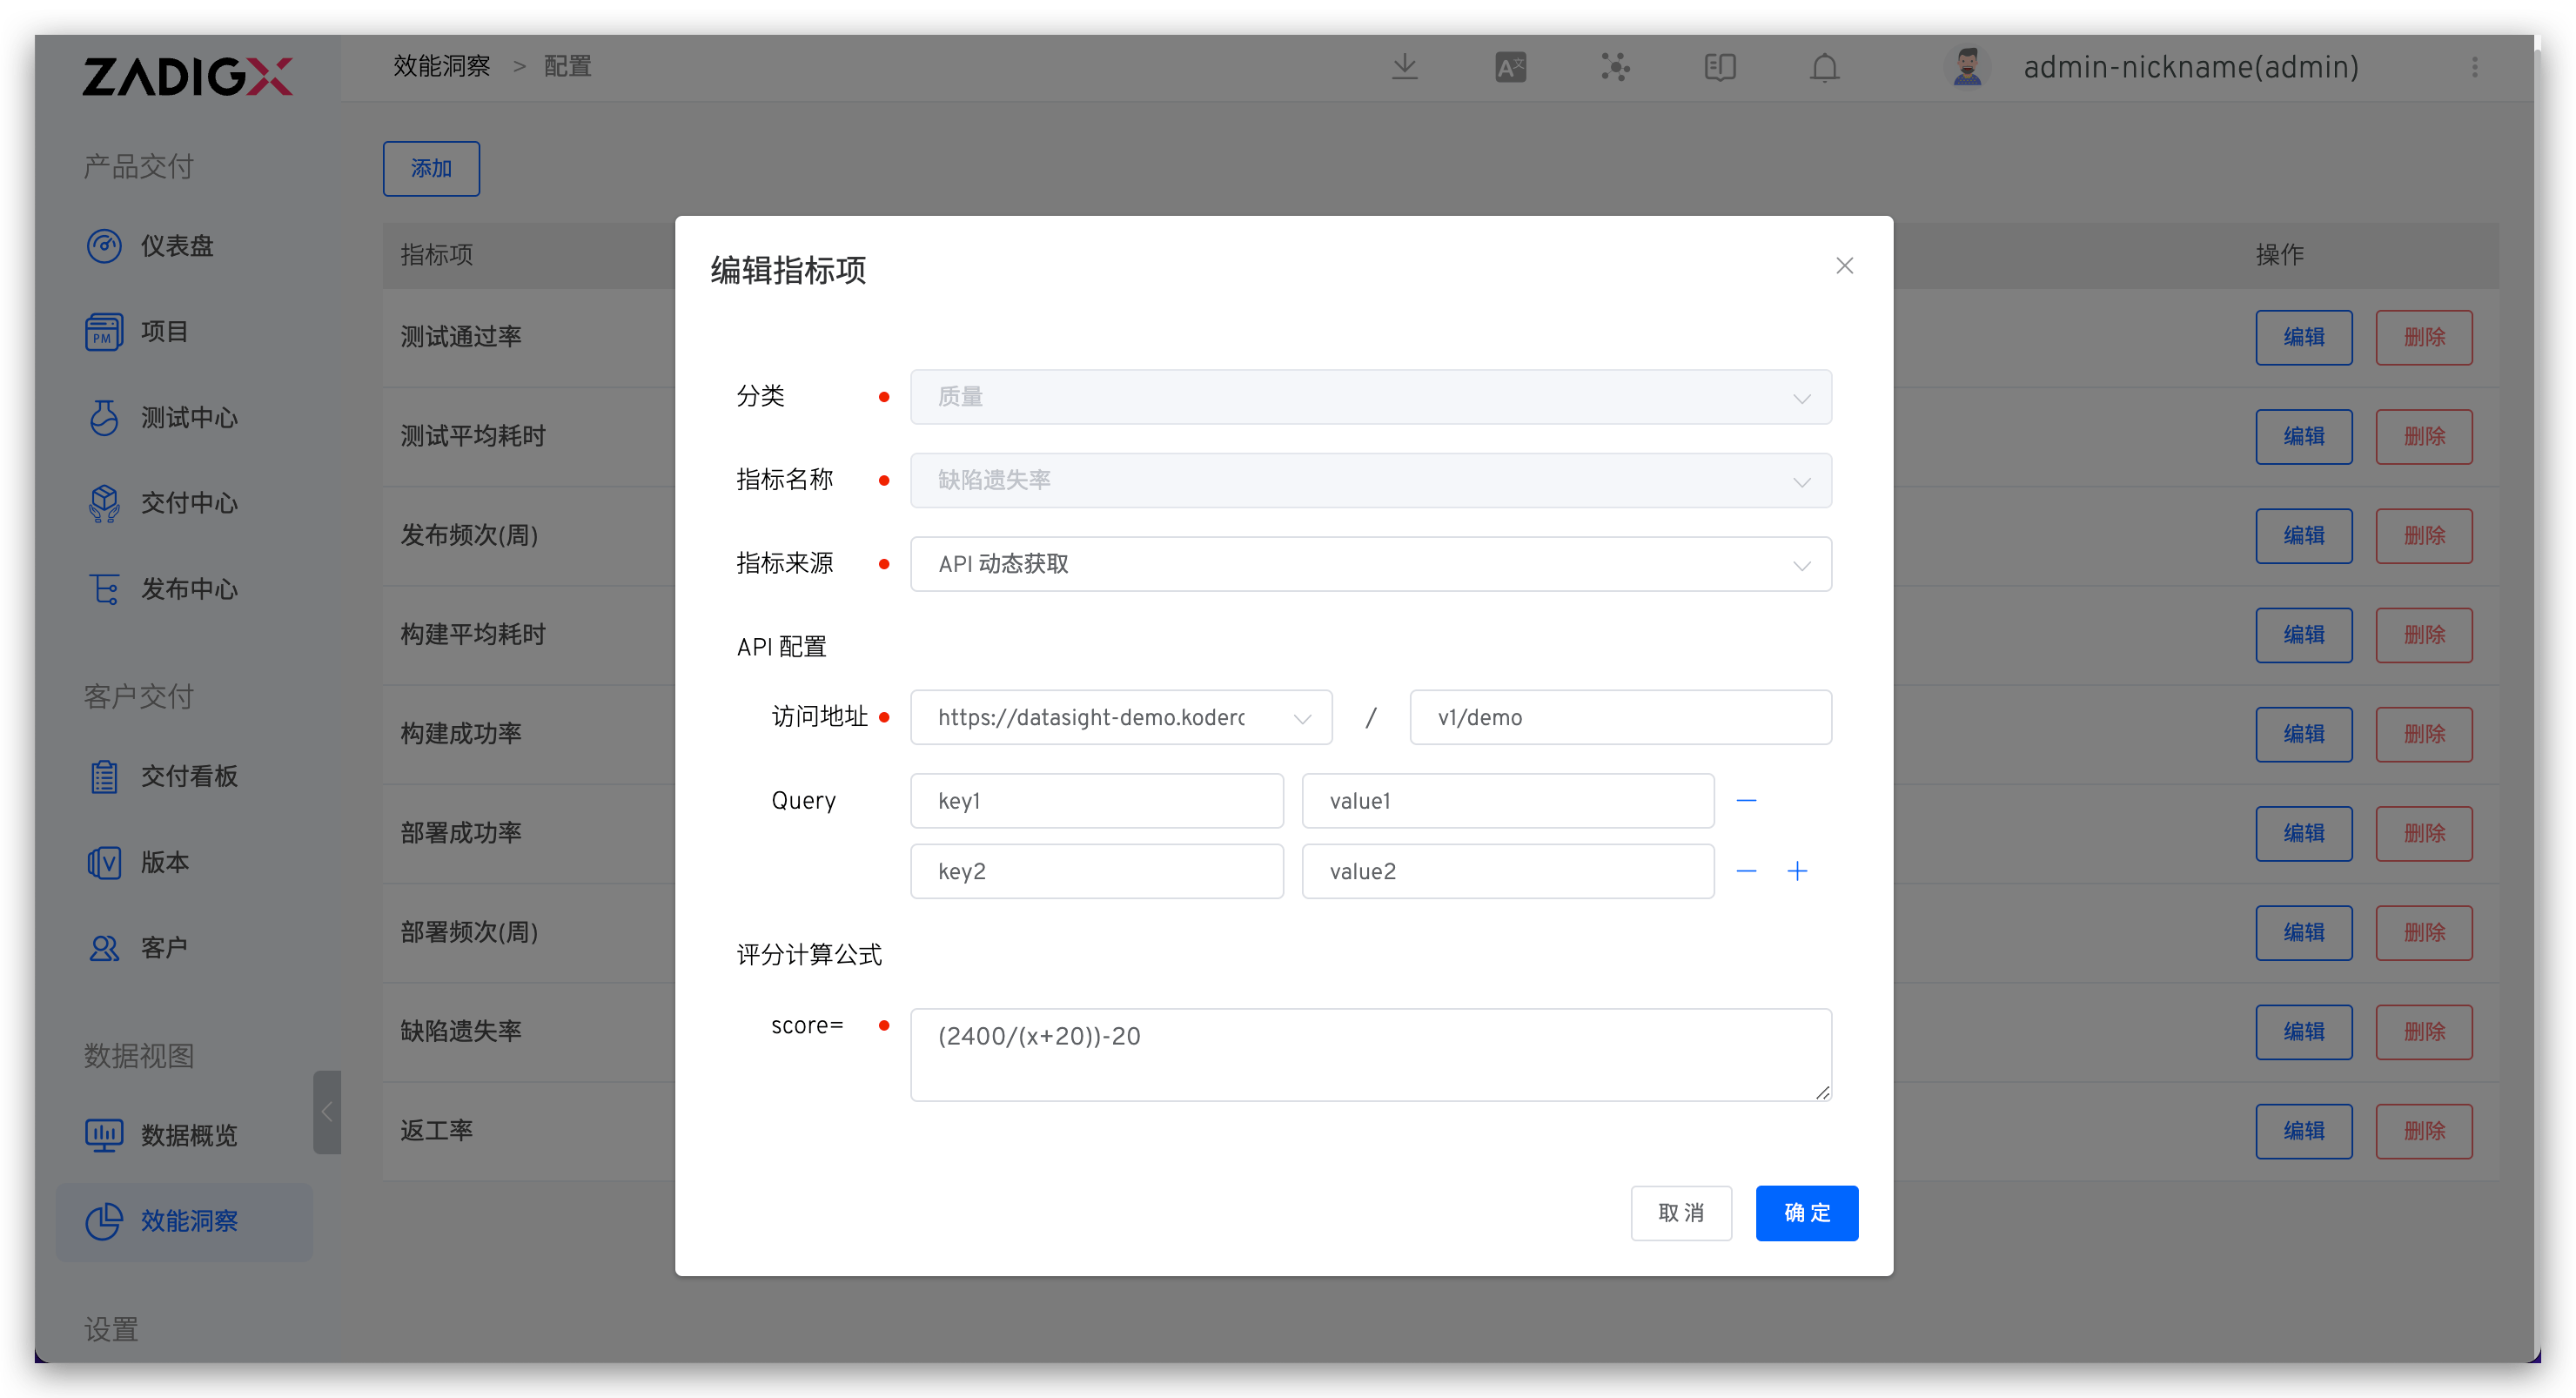 ZADIGX
效能洞察 > 配置
admin-nickname(admin)
产品交付
仪表盘
PM
项目
测试中心
交付中心
发布中心
客户交付
交付看板
V
版本
客户
数据视图
数据概览
效能洞察
设置
添加
指标项
操作
测试通过率
编辑 删除
测试平均耗时
编辑 删除
发布频次(周)
编辑 删除
构建平均耗时
编辑 删除
构建成功率
编辑 删除
部署成功率
编辑 删除
部署频次(周)
编辑 删除
缺陷遗失率
编辑 删除
返工率
编辑 删除
编辑指标项
分类 质量
指标名称 缺陷遗失率
指标来源 API 动态获取
API 配置
访问地址 https://datasight-demo.koderc / v1/demo
Query key1 value1
key2 value2
评分计算公式
score= (2400/(x+20))-20
取消 确定